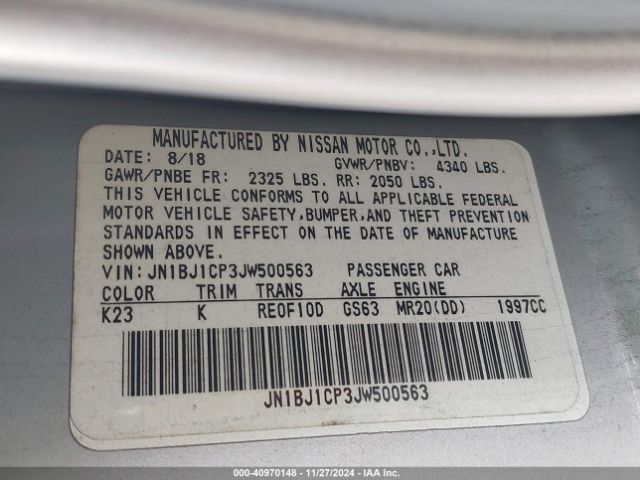 MANUFACTURED BY NISSAN MOTOR CO.,LTD.
DATE: 8/18 GVWR/PNBV: 4340 LBS.
GAWR/PNBE FR: 2325 LBS. RR: 2050 LBS.
THIS VEHICLE CONFORMS TO ALL APPLICABLE FEDERAL
MOTOR VEHICLE SAFETY,BUMPER,AND THEFT PREVENTION
STANDARDS IN EFFECT ON THE DATE OF MANUFACTURE
SHOWN ABOVE.
VIN:JN1BJ1CP3JW500563 PASSENGER CAR
COLOR TRIM TRANS AXLE ENGINE
K23 K RE0F10D GS63 MR20(DD) 1997CC
JN1BJ1CP3JW500563
000-40970148 - 11/27/2024 - IAA Inc.